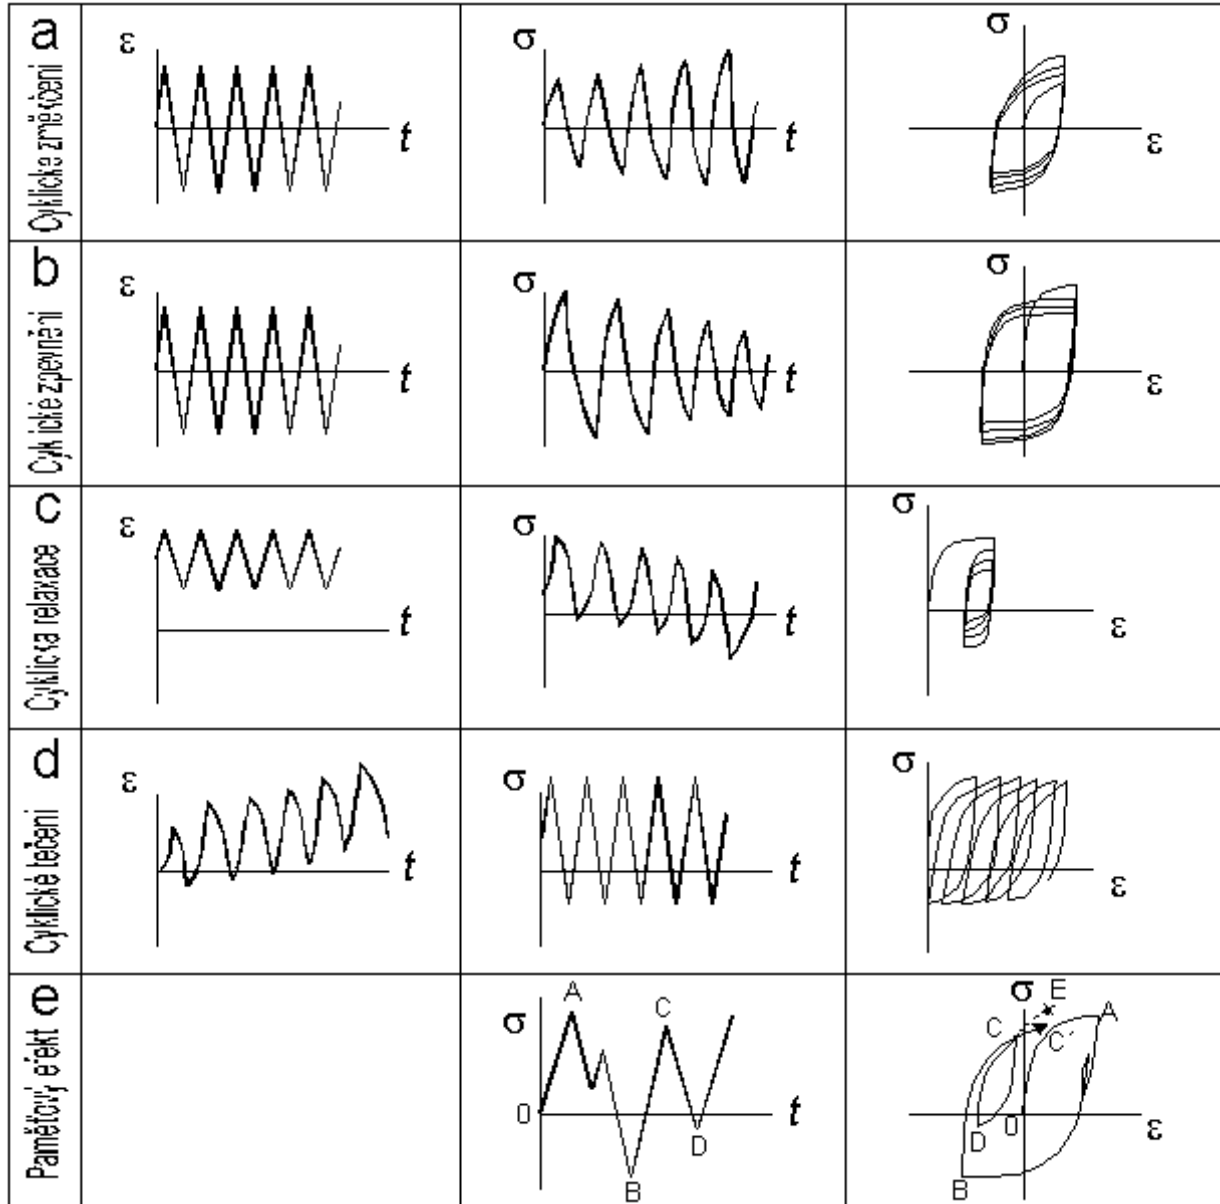 a
Cyklické změkčení
ε
t
σ
t
σ
ε
b
Cyklické zpevnění
ε
t
σ
t
σ
ε
c
Cyklická relaxace
ε
t
σ
t
σ
ε
d
Cyklické tečení
ε
t
σ
t
σ
ε
e
Paměťový efekt
σ
A
C
0
t
D
B
σ
E
A
C
C'
0
D
ε
B